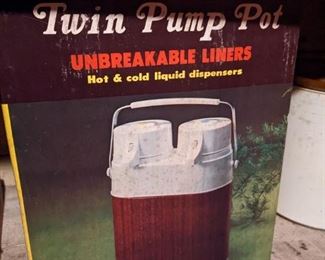 Twin Pump Pot
UNBREAKABLE LINERS
Hot & cold liquid dispensers